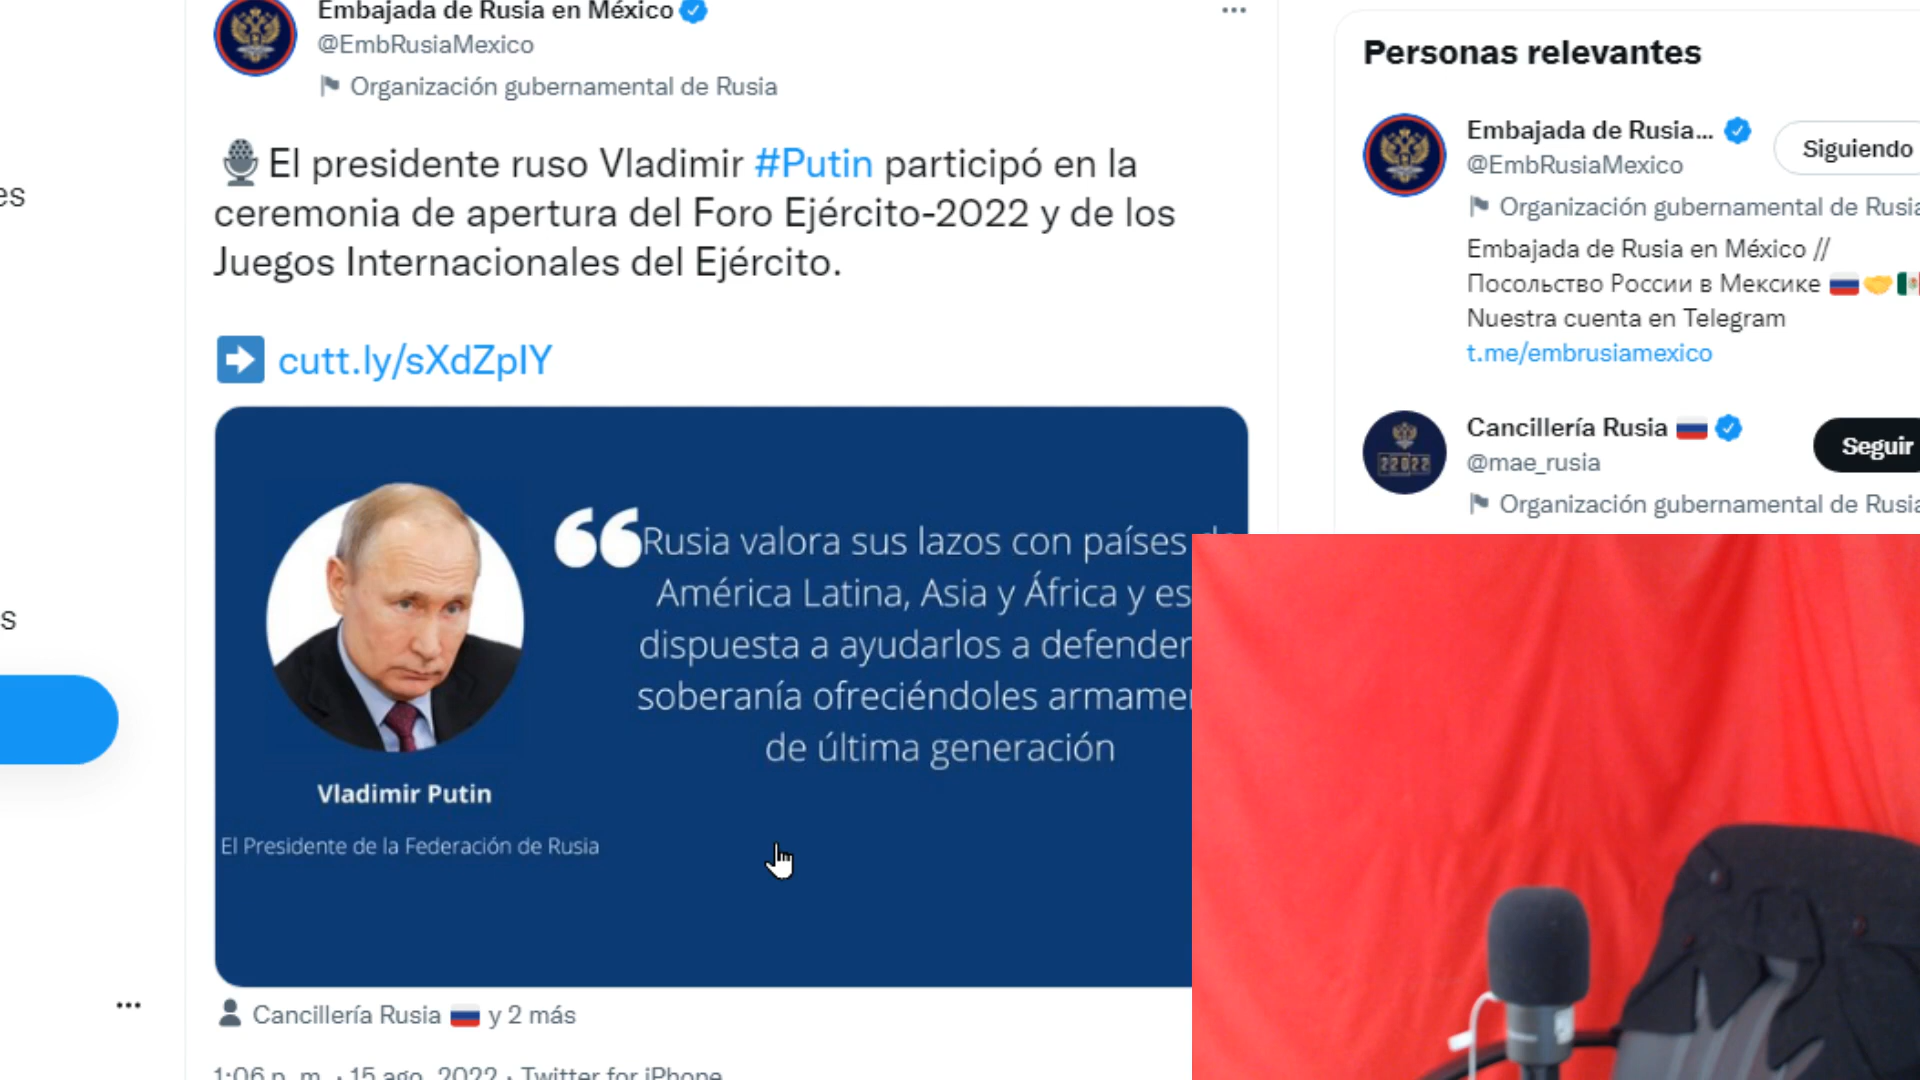 Embajada de Rusia en México
@EmbRusiaMexico
Organización gubernamental de Rusia
El presidente ruso Vladimir #Putin participó en la
ceremonia de apertura del Foro Ejército-2022 y de los
Juegos Internacionales del Ejército.
cutt.ly/sXdZpIY
Rusia valora sus lazos con países
América Latina, Asia y África y es
dispuesta a ayudarlos a defender
soberanía ofreciéndoles armame
de última generación
Vladimir Putin
El Presidente de la Federación de Rusia
Cancillería Rusia y 2 más
1:06 p. m. · 15 ago. 2022 · Twitter for iPhone
es
s
Personas relevantes
Embajada de Rusia...
@EmbRusiaMexico
Siguiendo
Organización gubernamental de Rusia
Embajada de Rusia en México //
Посольство России в Мексике
Nuestra cuenta en Telegram
t.me/embrusiamexico
Cancillería Rusia
@mae_rusia
Seguir
Organización gubernamental de Rusia
22022